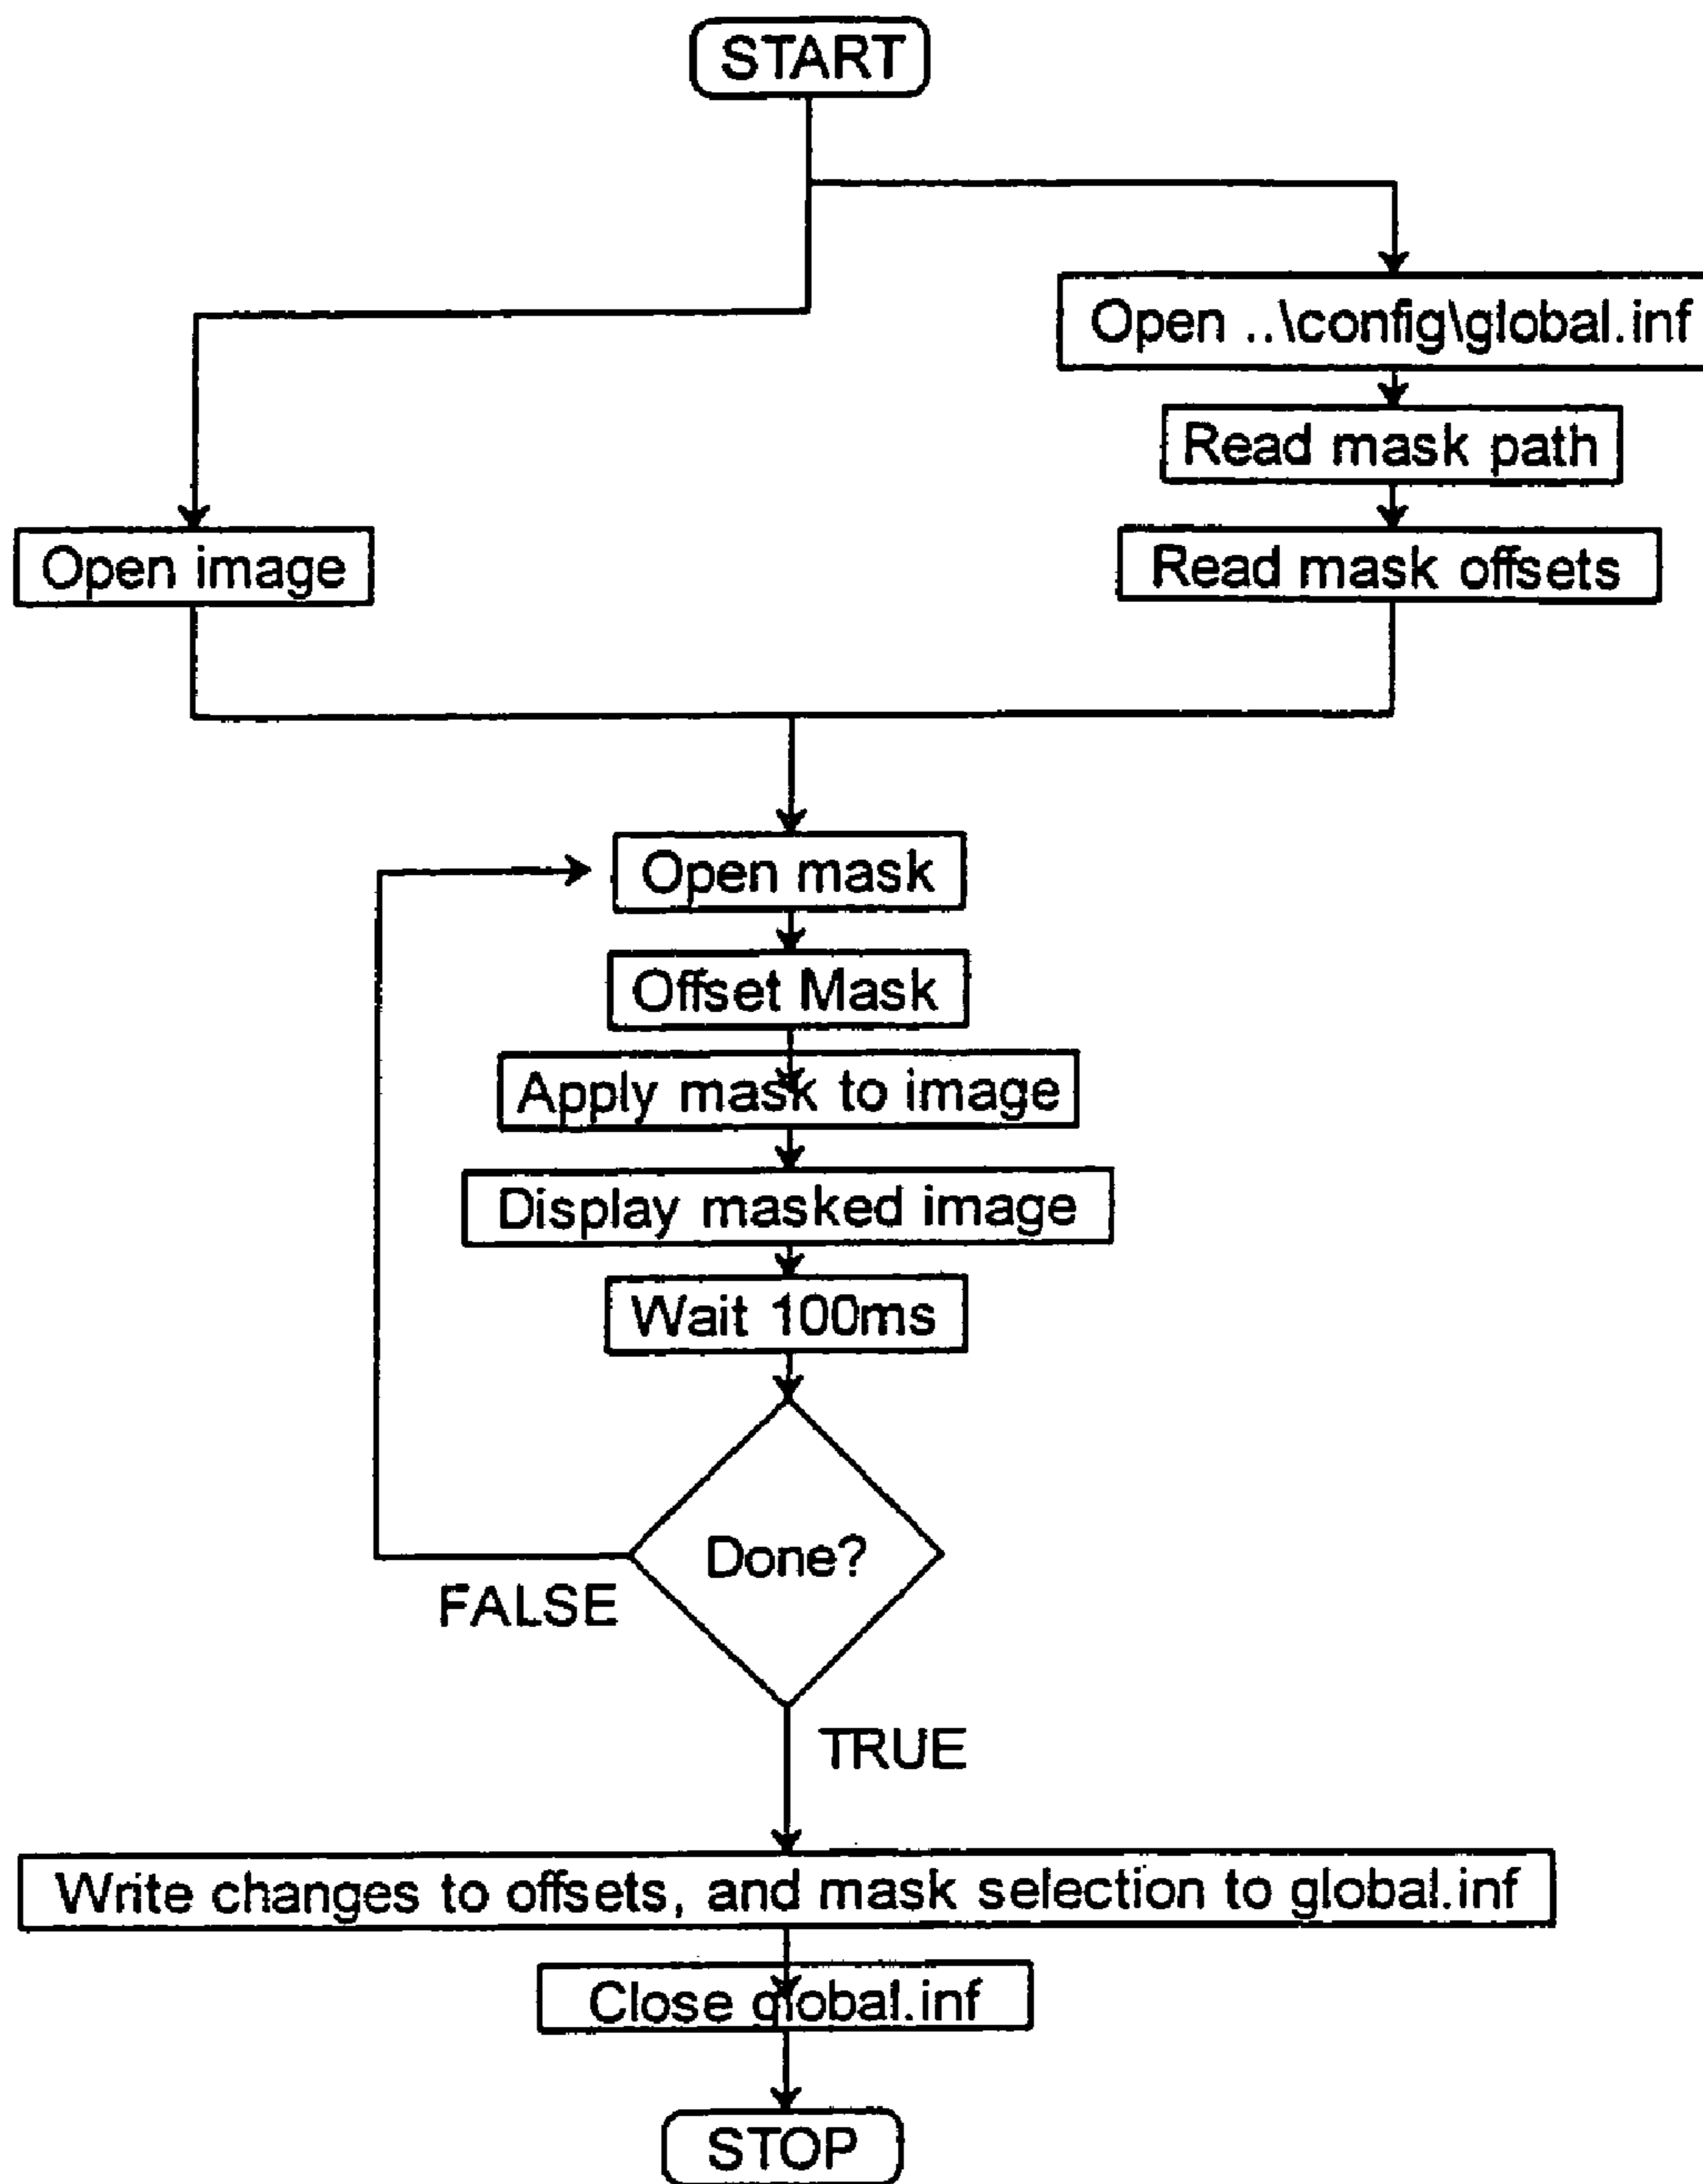 START
Open ..\config\global.inf
Read mask path
Open image
Read mask offsets
Open mask
Offset Mask
Apply mask to image
Display masked image
Wait 100ms
Done?
FALSE
TRUE
Write changes to offsets, and mask selection to global.inf
Close global.inf
STOP